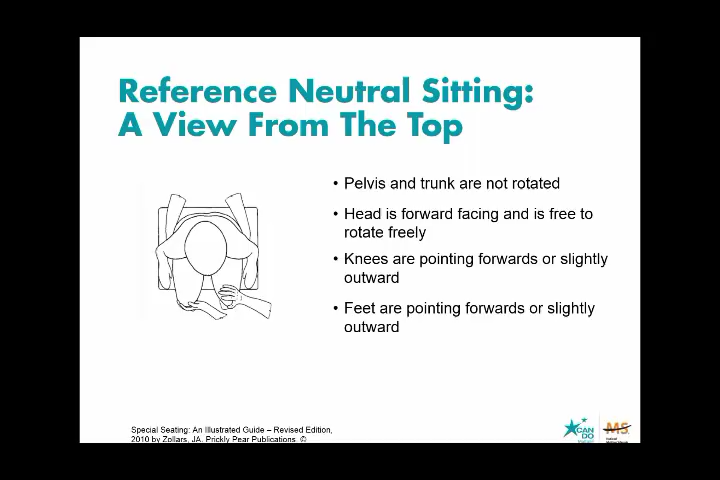 Reference Neutral Sitting:
A View From The Top
• Pelvis and trunk are not rotated
• Head is forward facing and is free to
rotate freely
• Knees are pointing forwards or slightly
outward
• Feet are pointing forwards or slightly
outward
Special Seating: An Illustrated Guide – Revised Edition,
2010 by Zollars, JA. Prickly Pear Publications. ©
CAN
DO
MS